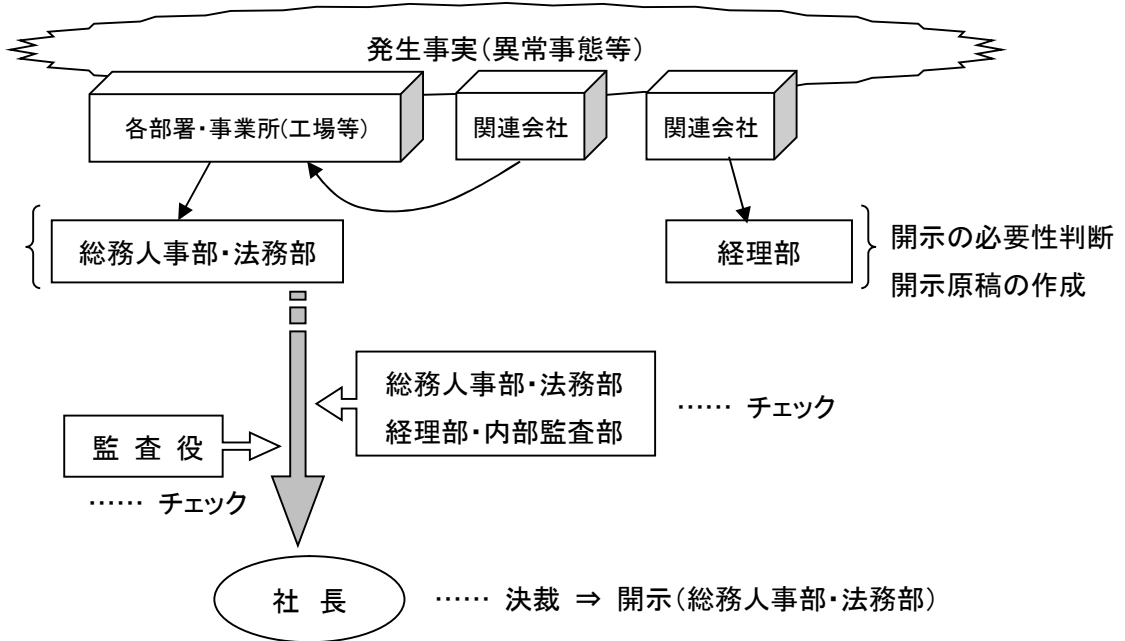 発生事実(異常事態等)
各部署・事業所(工場等)
関連会社
関連会社
総務人事部・法務部
経理部
開示の必要性判断
開示原稿の作成
総務人事部・法務部
経理部・内部監査部
…… チェック
監 査 役
…… チェック
社 長
…… 決裁 ⇒ 開示(総務人事部・法務部)